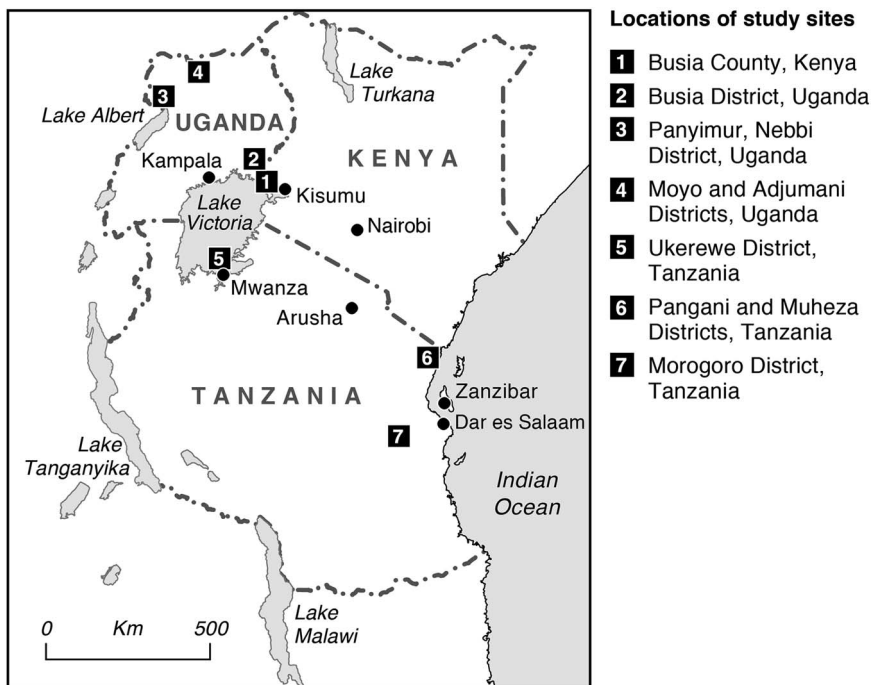 Lake
Turkana
4
3
Lake Albert
UGANDA
KENYA
Kampala
2
1
Kisumu
Lake
Victoria
Nairobi
5
Mwanza
Arusha
6
TANZANIA
Zanzibar
7
Dar es Salaam
Lake
Tanganyika
Indian
Ocean
0 Km 500
Lake
Malawi
Locations of study sites
1 Busia County, Kenya
2 Busia District, Uganda
3 Panyimur, Nebbi
District, Uganda
4 Moyo and Adjumani
Districts, Uganda
5 Ukerewe District,
Tanzania
6 Pangani and Muheza
Districts, Tanzania
7 Morogoro District,
Tanzania